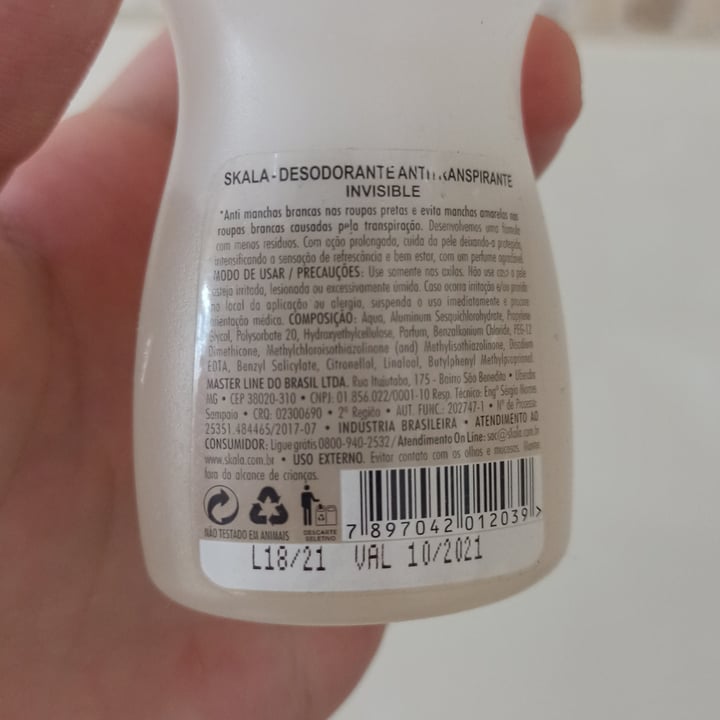 SKALA - DESODORANTE ANTITRANSPIRANTE
INVISIBLE
*Anti manchas brancas nas roupas pretas e evita manchas amarelas nas
roupas brancas causadas pela transpiração. Desenvolvemos uma fórmula
com menos resíduos. Com ação prolongada, cuida da pele deixando-a protegida,
intensificando a sensação de refrescância e bem estar, com um perfume agradável.
MODO DE USAR / PRECAUÇÕES: Use somente nas axilas. Não use caso a pele
esteja irritada, lesionada ou excessivamente úmida. Caso ocorra irritação e/ou prurido
no local da aplicação ou alergia, suspenda o uso imediatamente e procure
orientação médica. COMPOSIÇÃO: Aqua, Aluminum Sesquichlorohydrate, Propylene
Glycol, Polysorbate 20, Hydroxyethylcellulose, Parfum, Benzalkonium Chloride, PEG-12
Dimethicone, Methylchloroisothiazolinone (and) Methylisothiazolinone, Disodium
EDTA, Benzyl Salicylate, Citronellol, Linalool, Butylphenyl Methylpropional.
MASTER LINE DO BRASIL LTDA. Rua Ituiutaba, 175 - Bairro São Benedito • Uberaba
MG • CEP 38020-310 • CNPJ: 01.856.022/0001-10 Resp. Técnico: Engº Sérgio Moraes
Sampaio • CRQ: 02300690 • 2ª Região • AUT. FUNC.: 202747-1 • Nº de Processo
25351.484465/2017-07 • INDÚSTRIA BRASILEIRA • ATENDIMENTO AO
CONSUMIDOR: Ligue grátis 0800-940-2532 / Atendimento On Line: sac@skala.com.br
www.skala.com.br • USO EXTERNO. Evitar contato com os olhos e mucosas. Mantenha
fora do alcance de crianças.
NÃO TESTADO EM ANIMAIS
DESCARTE
SELETIVO
7 897042 012039 >
L18/21 VAL 10/2021